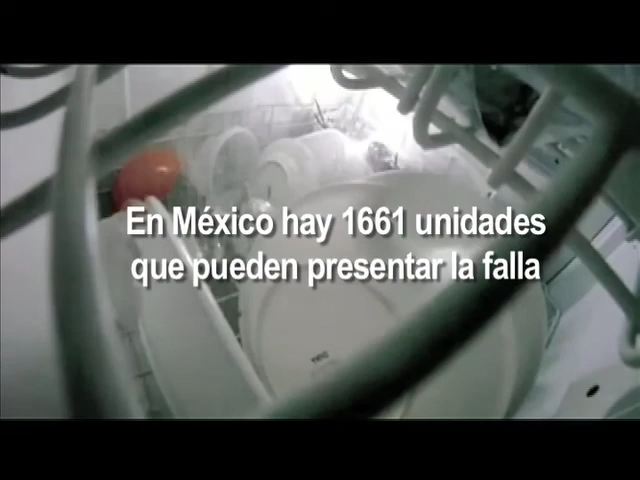 En México hay 1661 unidades
que pueden presentar la falla